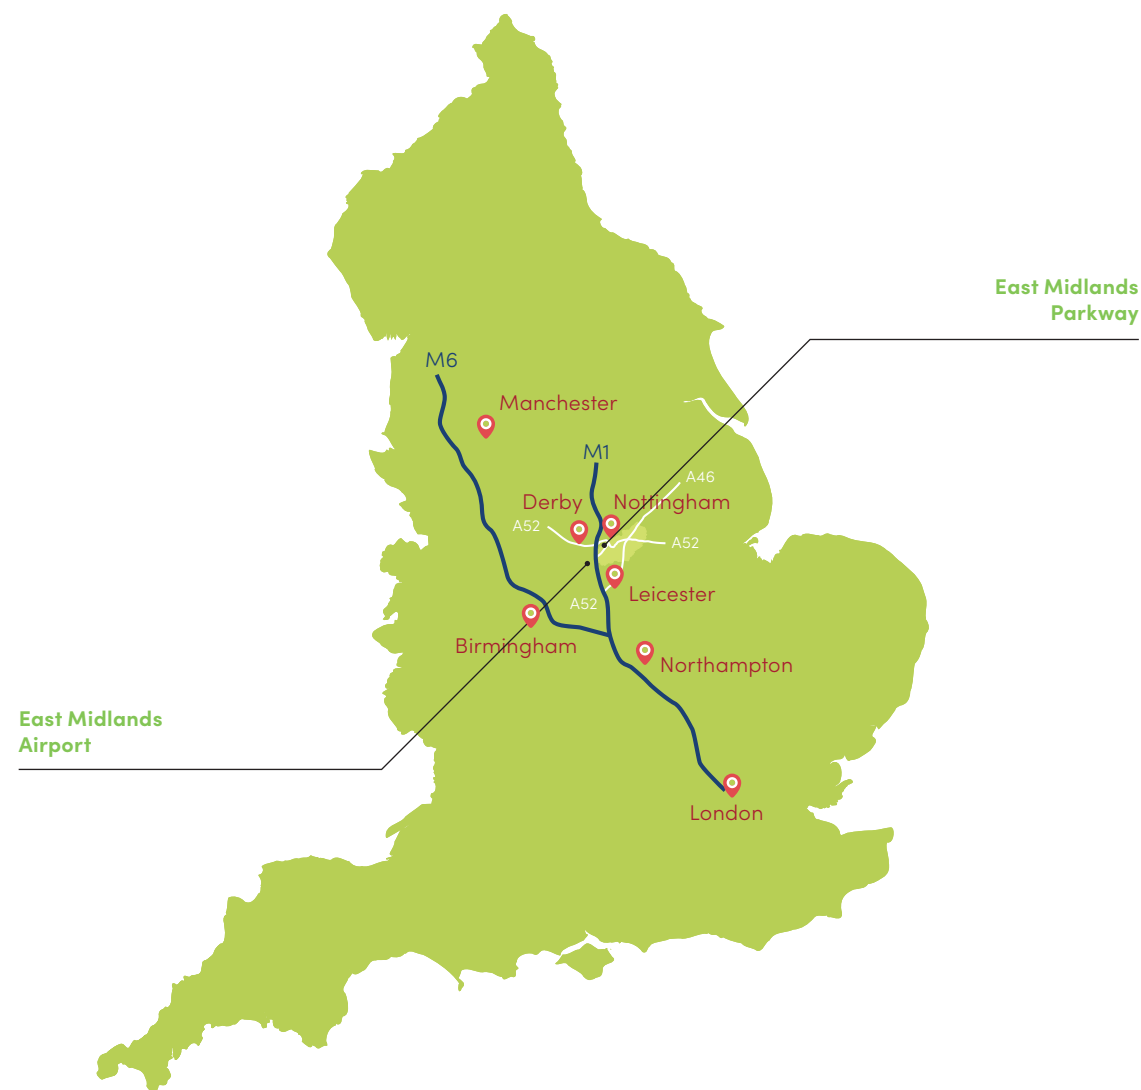 East Midlands
Parkway
M6
Manchester
M1
A46
Derby
Nottingham
A52
A52
Leicester
A52
Birmingham
Northampton
East Midlands
Airport
London